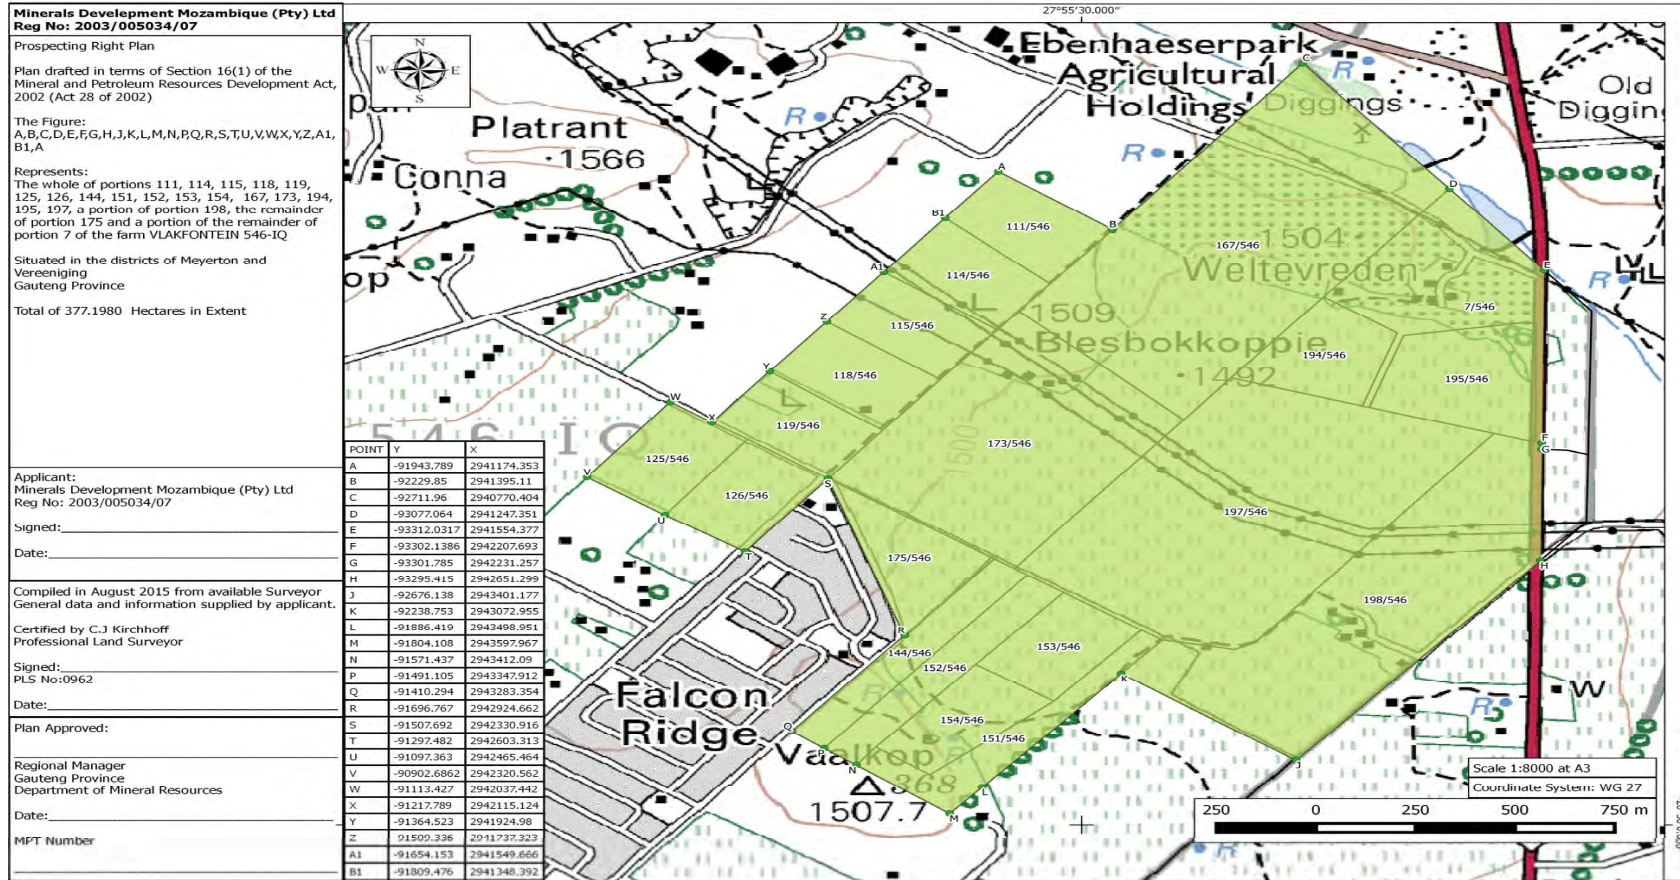 Minerals Develepment Mozambique (Pty) Ltd
Reg No: 2003/005034/07
Prospecting Right Plan
Plan drafted in terms of Section 16(1) of the
Mineral and Petroleum Resources Development Act,
2002 (Act 28 of 2002)
The Figure:
A,B,C,D,E,F,G,H,J,K,L,M,N,P,Q,R,S,T,U,V,W,X,Y,Z,A1,
B1,A
Represents:
The whole of portions 111, 114, 115, 118, 119,
125, 126, 144, 151, 152, 153, 154, 167, 173, 194,
195, 197, a portion of portion 198, the remainder
of portion 175 and a portion of the remainder of
portion 7 of the farm VLAKFONTEIN 546-IQ
Situated in the districts of Meyerton and
Vereeniging
Gauteng Province
Total of 377.1980 Hectares in Extent
Applicant:
Minerals Development Mozambique (Pty) Ltd
Reg No: 2003/005034/07
Signed:
Date:
Compiled in August 2015 from available Surveyor
General data and information supplied by applicant.
Certified by C.J Kirchhoff
Professional Land Surveyor
Signed:
PLS No:0962
Date:
Plan Approved:
Regional Manager
Gauteng Province
Department of Mineral Resources
Date:
MPT Number
POINT Y X
A -91943.789 2941174.353
B -92229.85 2941395.11
C -92711.96 2940770.404
D -93077.064 2941247.351
E -93312.0317 2941554.377
F -93302.1386 2942207.693
G -93301.785 2942231.257
H -93295.415 2942651.299
J -92676.138 2943401.177
K -92238.753 2943072.955
L -91886.419 2943498.951
M -91804.108 2943597.967
N -91571.437 2943412.09
P -91491.105 2943347.912
Q -91410.294 2943283.354
R -91696.767 2942924.662
S -91507.692 2942330.916
T -91297.482 2942603.313
U -91097.363 2942465.464
V -90902.6862 2942320.562
W -91113.427 2942037.442
X -91217.789 2942115.124
Y -91364.523 2941924.98
Z -91509.336 2941737.323
A1 -91654.153 2941549.666
B1 -91809.476 2941348.392
27°55'30.000"
N
W E
S
Ebenhaeserpark
Agricultural
Holdings
Diggings
Old
Diggin
Platrant
1566
Conna
pan
op
R
R
R
R
A
B
C
D
E
F
G
H
J
K
L
M
N
P
Q
R
S
T
U
V
W
X
Y
Z
A1
B1
111/546
114/546
115/546
118/546
119/546
125/546
126/546
167/546
7/546
194/546
195/546
173/546
197/546
175/546
198/546
144/546
152/546
153/546
154/546
151/546
1504
Weltevreden
1509
Blesbokkoppie
1492
1500
546 IQ
Falcon
Ridge
Vaalkop
368
1507.7
W
R
R
Scale 1:8000 at A3
Coordinate System: WG 27
250 0 250 500 750 m